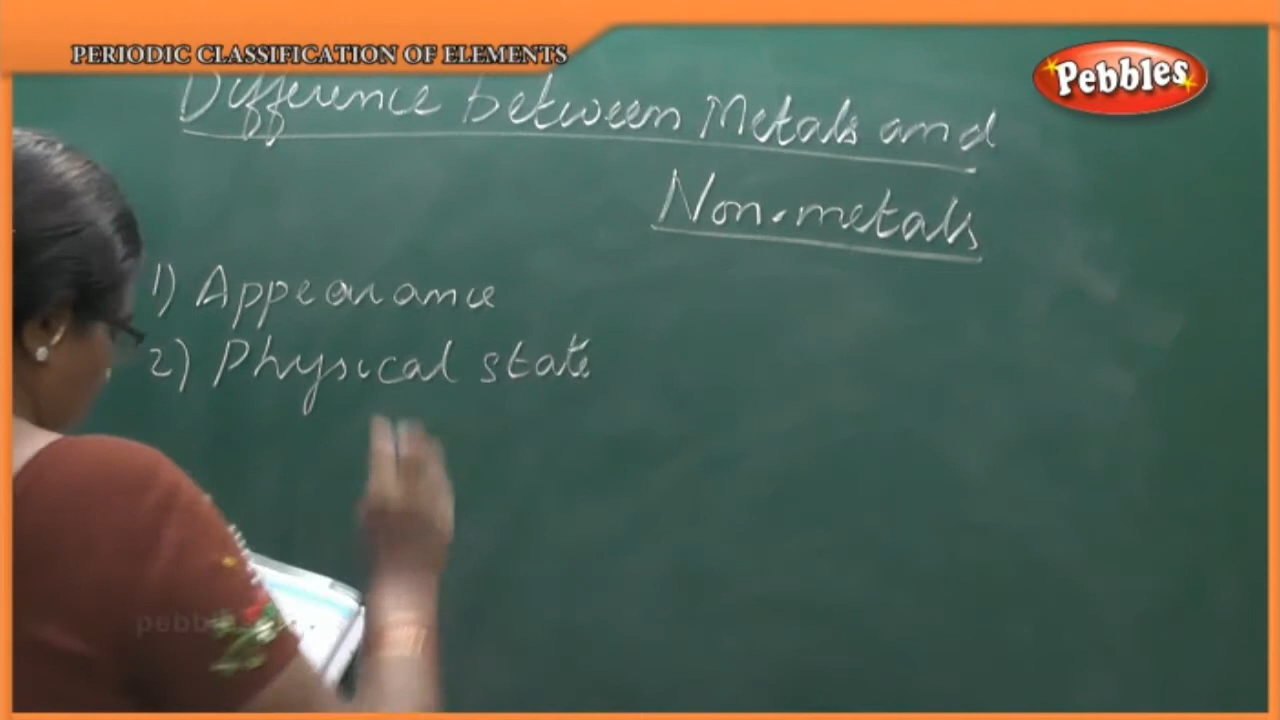 PERIODIC CLASSIFICATION OF ELEMENTS
Pebbles
Difference between Metals and
Non-metals
1) Appearance
2) Physical state